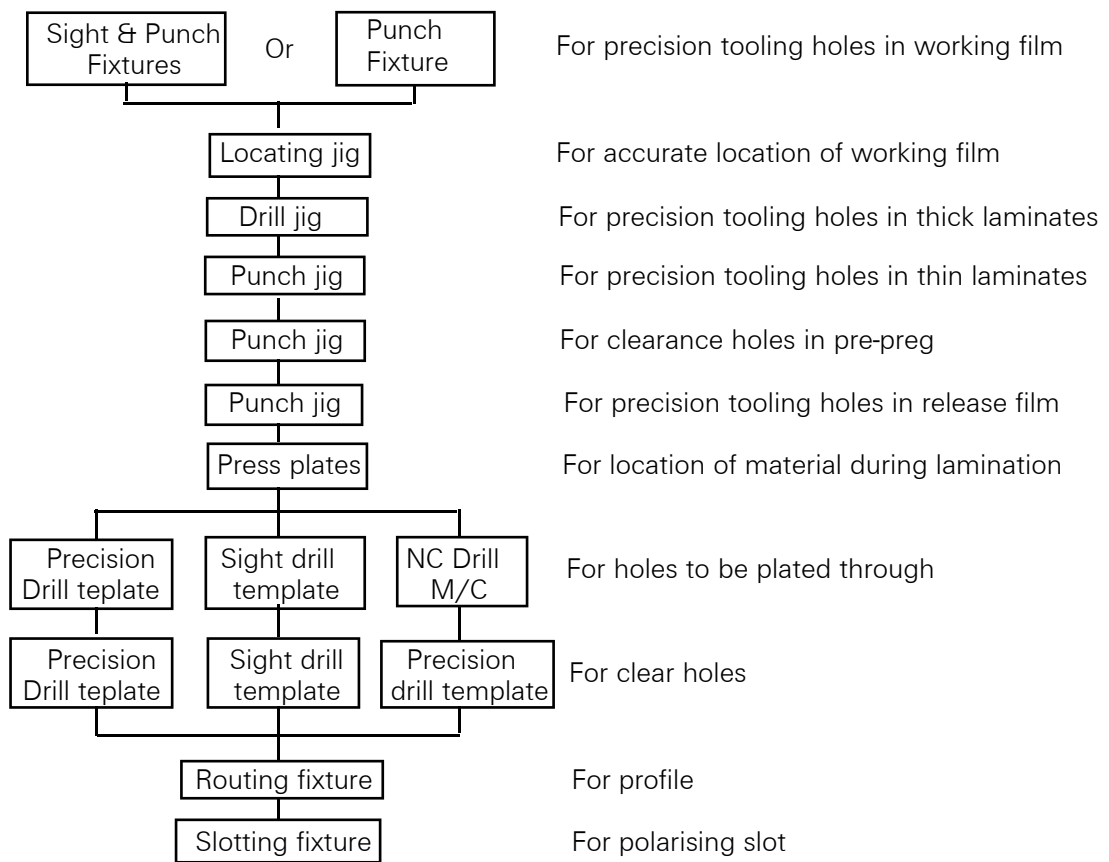 Sight & Punch
Fixtures
Or
Punch
Fixture
For precision tooling holes in working film
Locating jig
For accurate location of working film
Drill jig
For precision tooling holes in thick laminates
Punch jig
For precision tooling holes in thin laminates
Punch jig
For clearance holes in pre-preg
Punch jig
For precision tooling holes in release film
Press plates
For location of material during lamination
Precision
Drill teplate
Sight drill
template
NC Drill
M/C
For holes to be plated through
Precision
Drill teplate
Sight drill
template
Precision
drill template
For clear holes
Routing fixture
For profile
Slotting fixture
For polarising slot